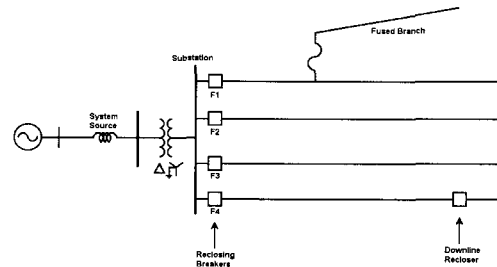 Fused Branch
Substation
System
Source
F1
F2
F3
F4
Reclosing
Breakers
Downline
Recloser